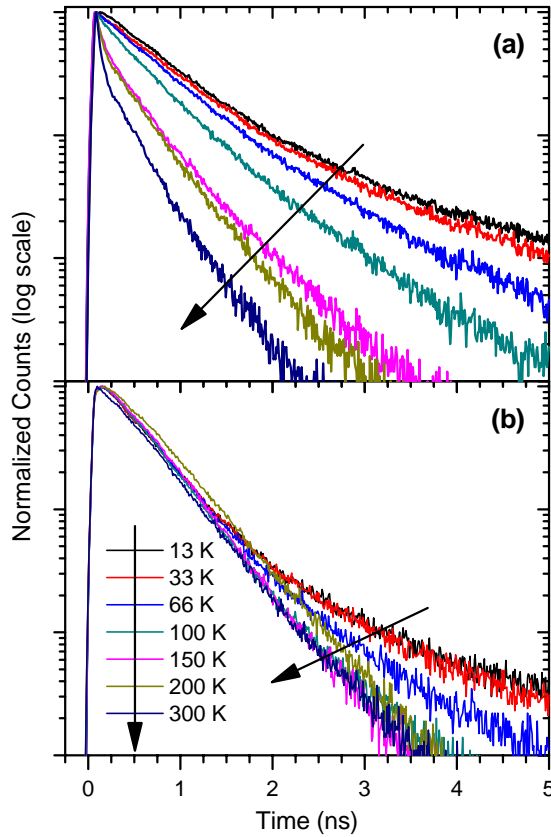 (a)
Normalized Counts (log scale)
(b)
13 K
33 K
66 K
100 K
150 K
200 K
300 K
0 1 2 3 4 5
Time (ns)